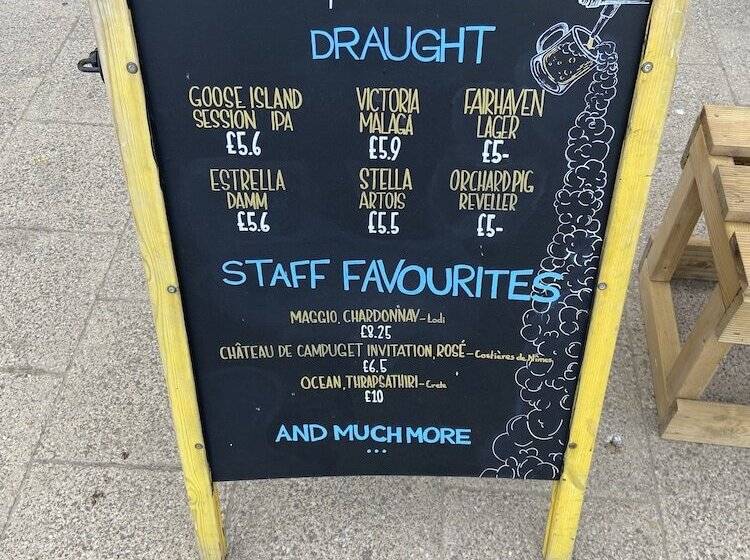 DRAUGHT
GOOSE ISLAND
SESSION IPA
£5.6
VICTORIA
MALAGA
£5.9
FAIRHAVEN
LAGER
£5-
ESTRELLA
DAMM
£5.6
STELLA
ARTOIS
£5.5
ORCHARD PIG
REVELLER
£5-
STAFF FAVOURITES
MAGGIO, CHARDONNAY - Lodi
£8.25
CHÂTEAU DE CAMPUGET INVITATION, ROSÉ - Costières de Nîmes
£6.5
OCEAN, THRAPSATHIRI - Crete
£10
AND MUCH MORE
...